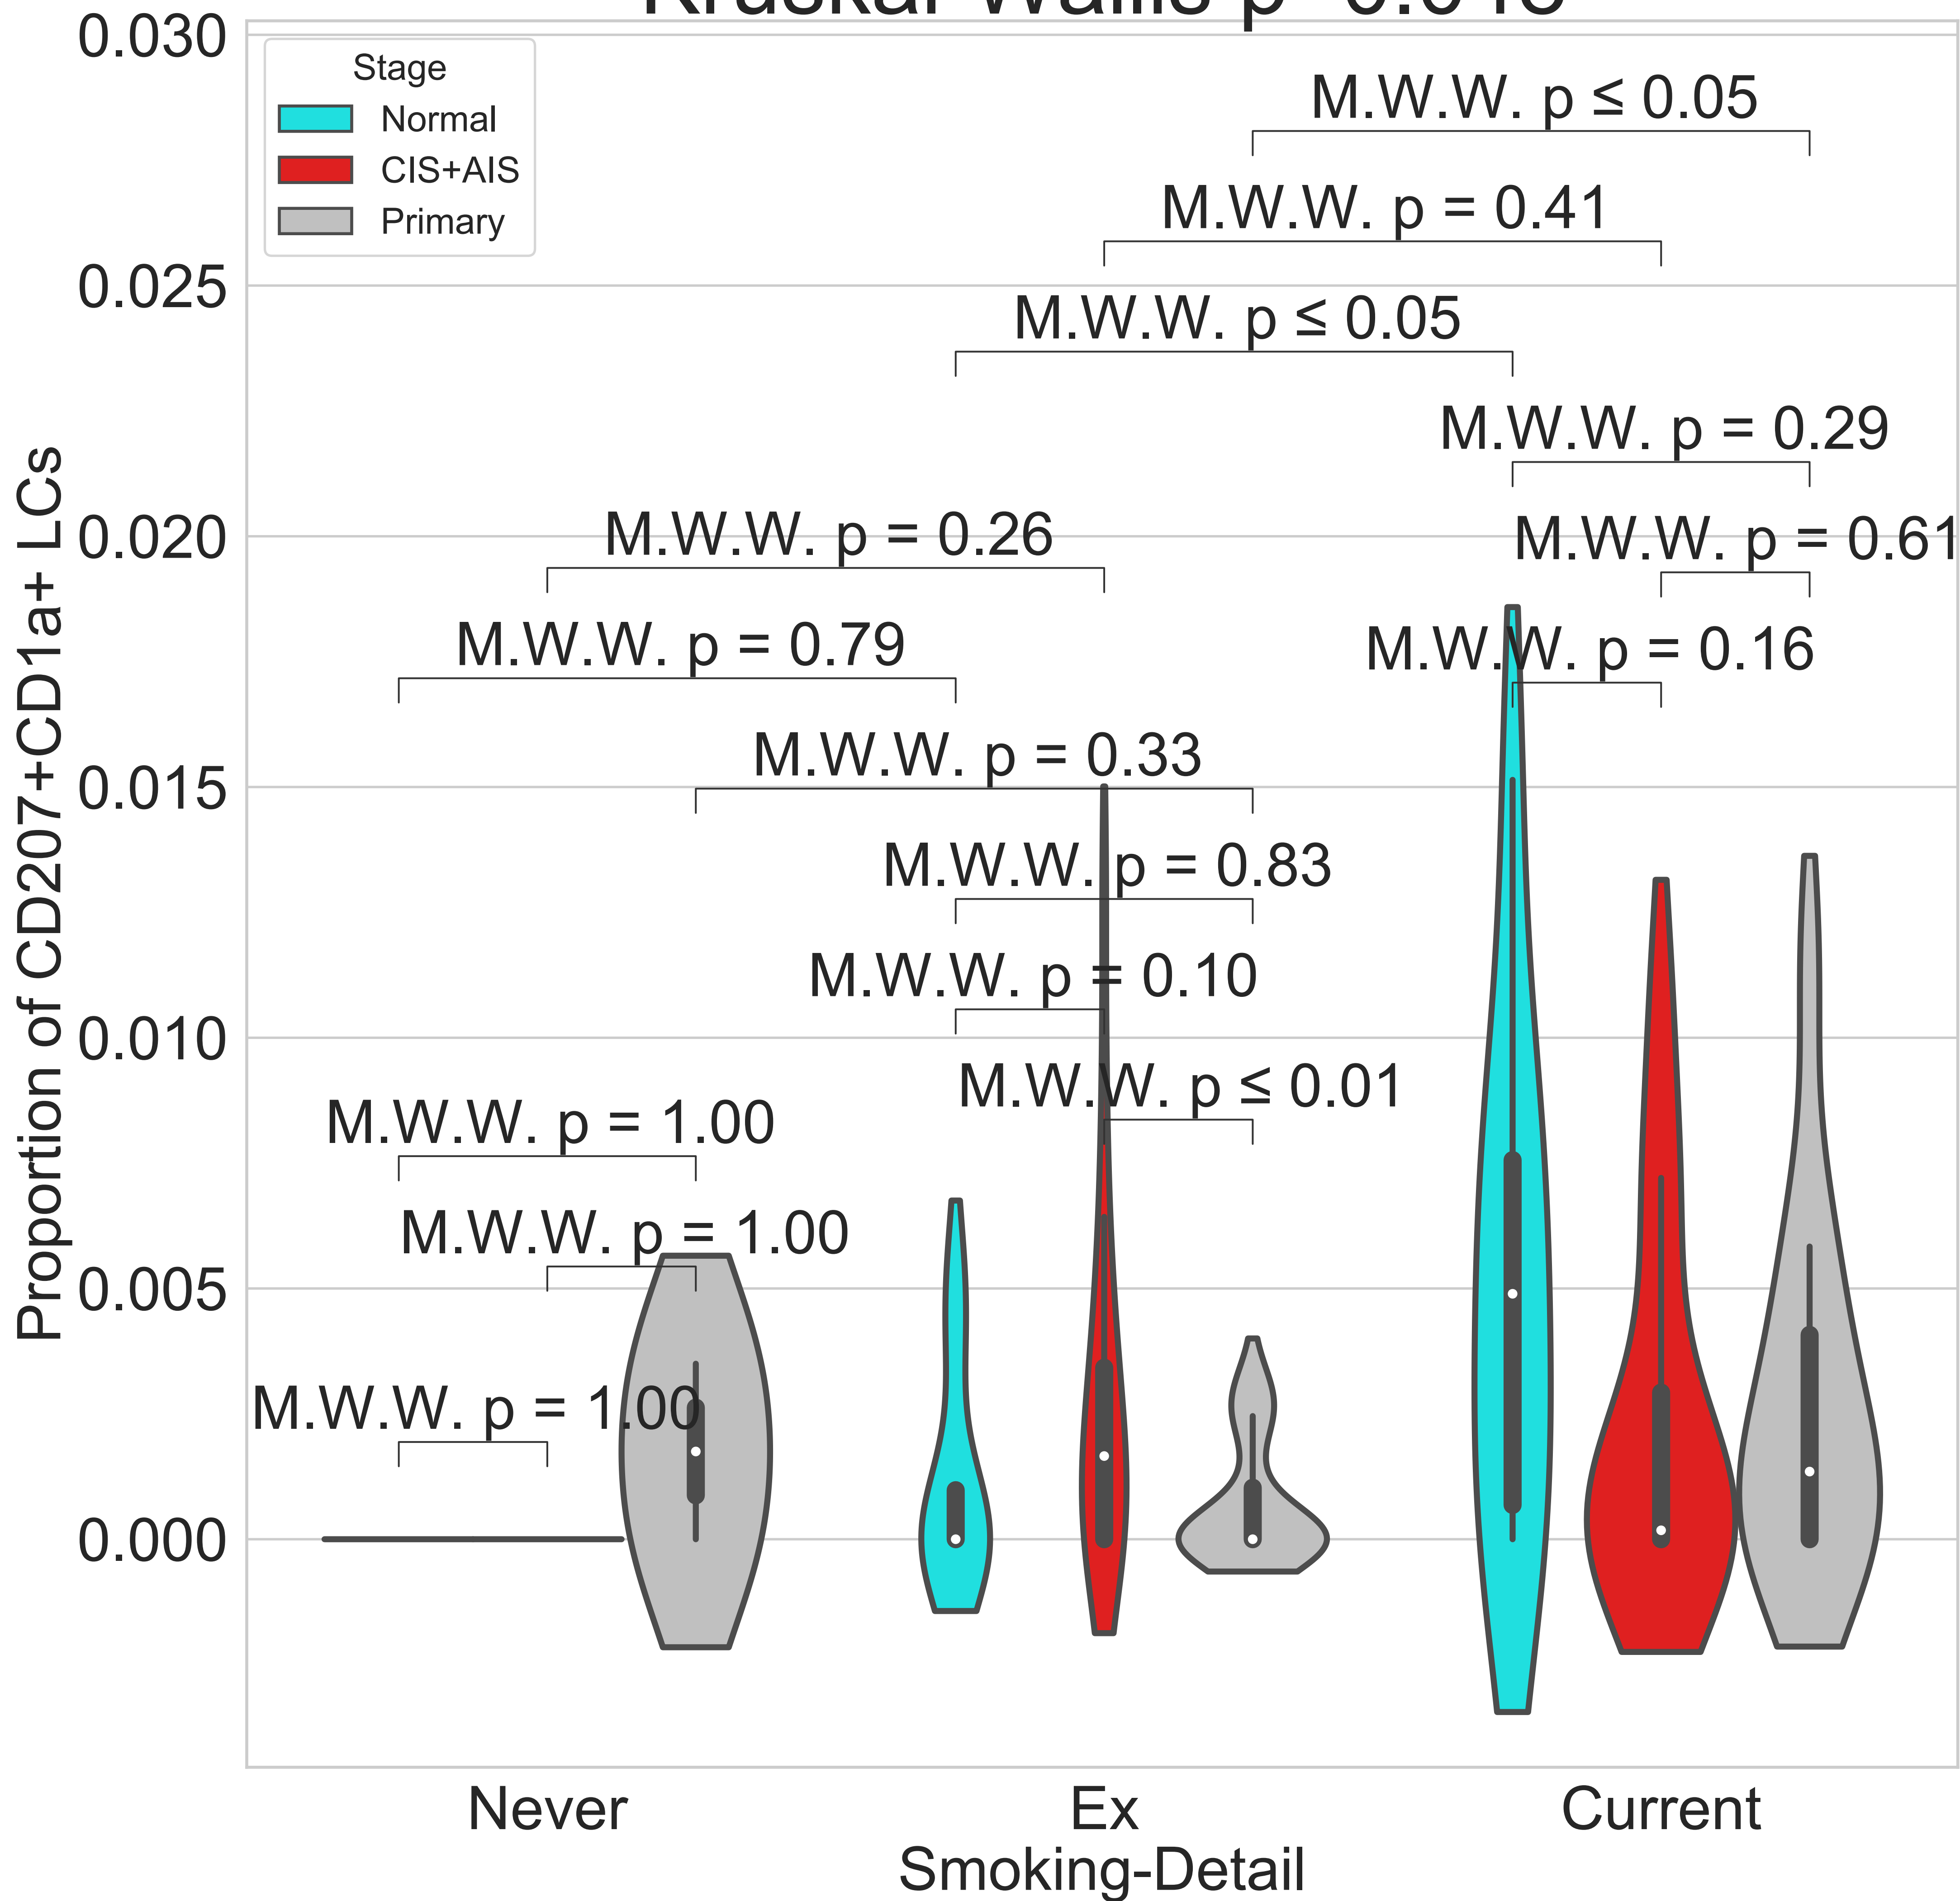 0.030
0.025
0.020
0.015
0.010
0.005
0.000
Proportion of CD207+CD1a+ LCs
Stage
Normal
CIS+AIS
Primary
M.W.W. p ≤ 0.05
M.W.W. p = 0.41
M.W.W. p ≤ 0.05
M.W.W. p = 0.29
M.W.W. p = 0.26
M.W.W. p = 0.61
M.W.W. p = 0.79
M.W.W. p = 0.16
M.W.W. p = 0.33
M.W.W. p = 0.83
M.W.W. p = 0.10
M.W.W. p ≤ 0.01
M.W.W. p = 1.00
M.W.W. p = 1.00
M.W.W. p = 1.00
Never
Ex
Current
Smoking-Detail